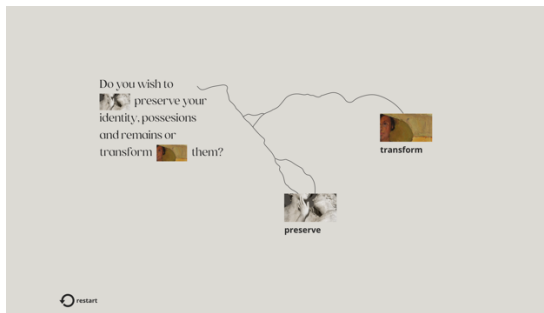 Do you wish to
preserve your
identity, possesions
and remains or
transform them?
transform
preserve
restart